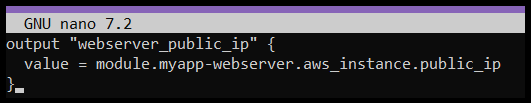 GNU nano 7.2
output "webserver_public_ip" {
  value = module.myapp-webserver.aws_instance.public_ip
}